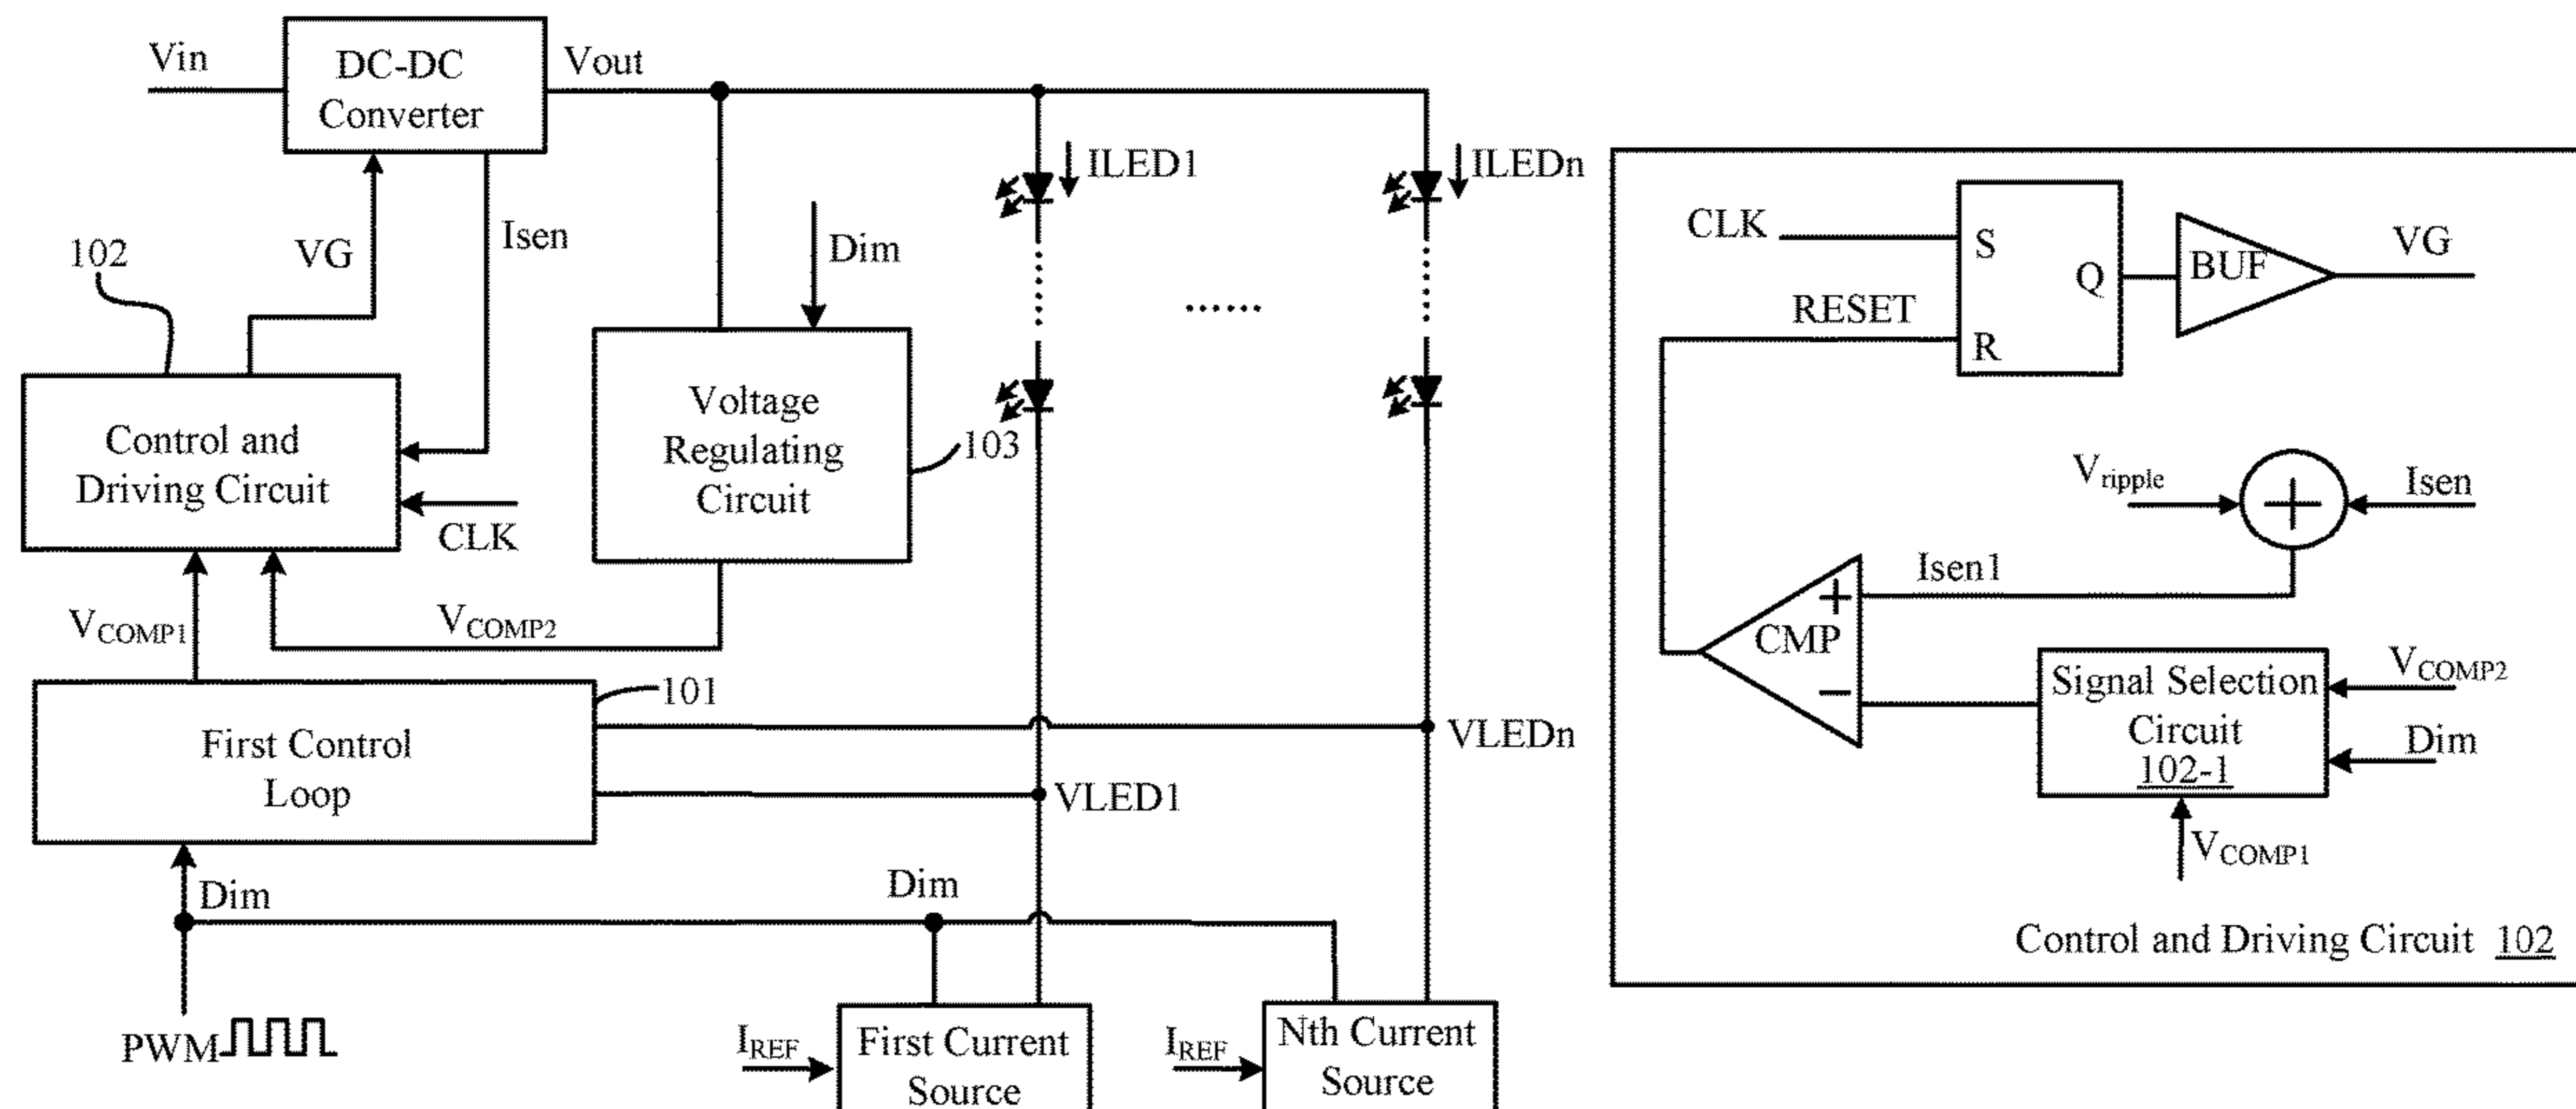 Vin
DC-DC
Converter
Vout
ILED1
ILEDn
102
VG
Isen
Dim
Control and
Driving Circuit
CLK
Voltage
Regulating
Circuit
103
VCOMP1
VCOMP2
101
First Control
Loop
VLEDn
VLED1
Dim
Dim
PWM
IREF
First Current
Source
IREF
Nth Current
Source
CLK
S
Q
R
BUF
VG
RESET
Vripple
+
Isen
Isen1
+
CMP
−
Signal Selection
Circuit
102-1
VCOMP2
Dim
VCOMP1
Control and Driving Circuit 102